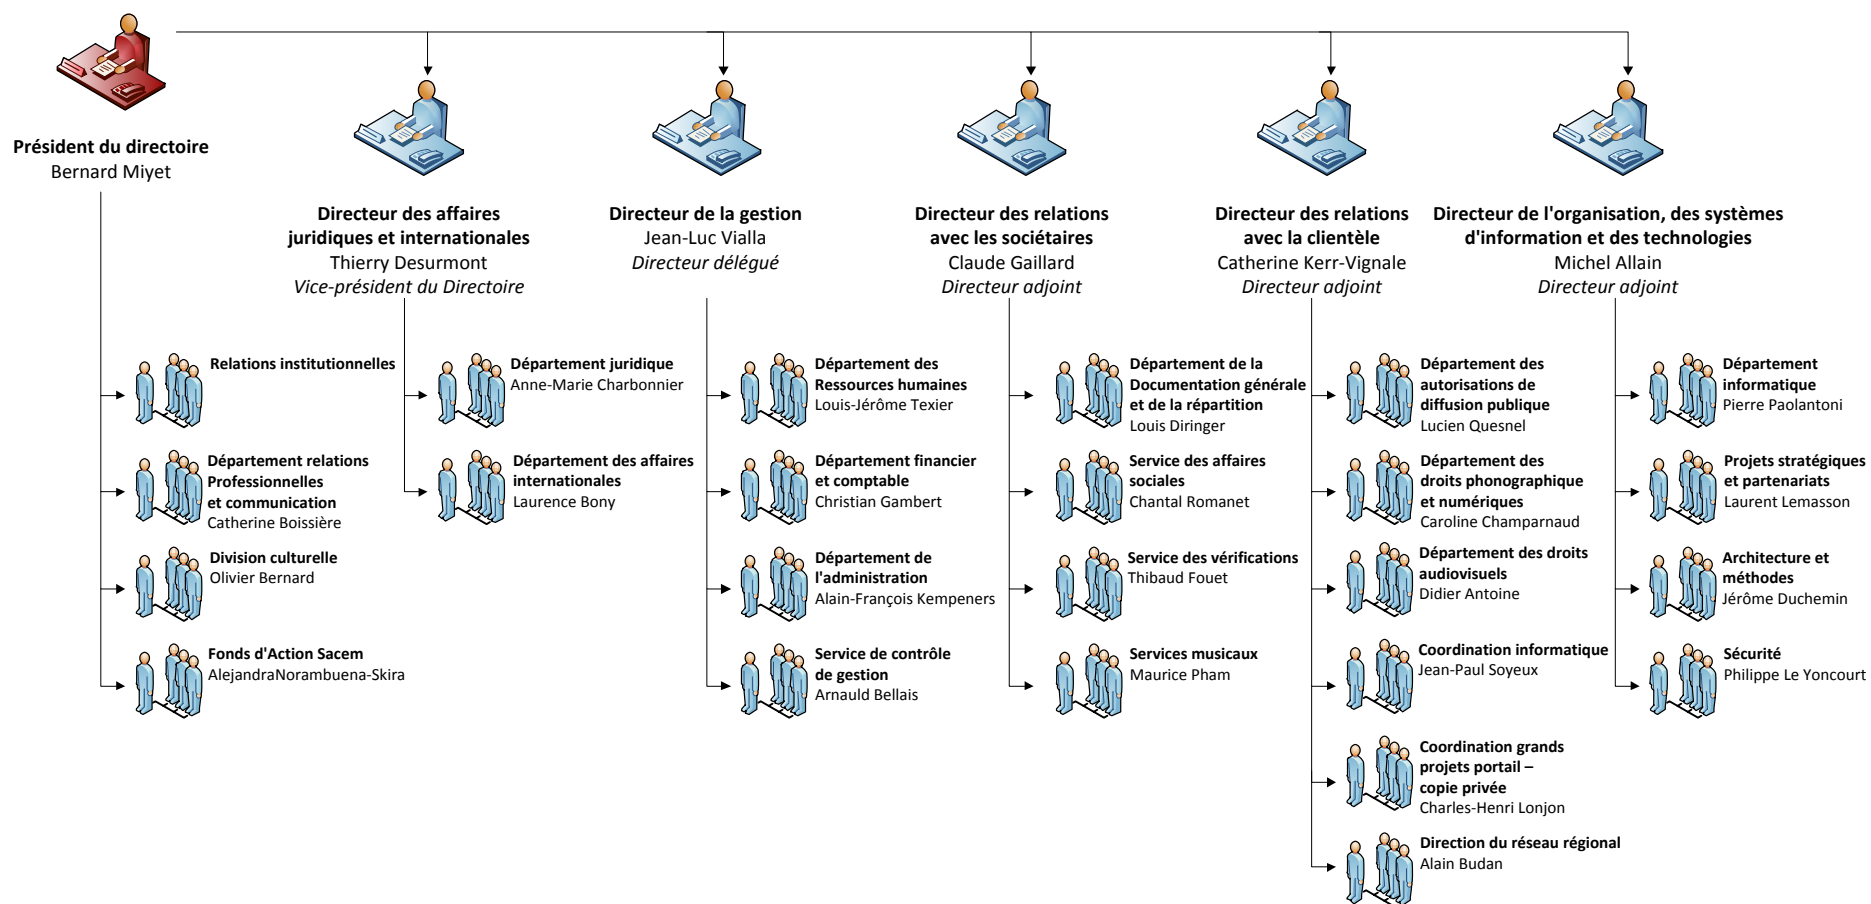 Président du directoire
Bernard Miyet
Relations institutionnelles
Département relations
Professionnelles
et communication
Catherine Boissière
Division culturelle
Olivier Bernard
Fonds d'Action Sacem
AlejandraNorambuena-Skira
Directeur des affaires
juridiques et internationales
Thierry Desurmont
Vice-président du Directoire
Département juridique
Anne-Marie Charbonnier
Département des affaires
internationales
Laurence Bony
Directeur de la gestion
Jean-Luc Vialla
Directeur délégué
Département des
Ressources humaines
Louis-Jérôme Texier
Département financier
et comptable
Christian Gambert
Département de
l'administration
Alain-François Kempeners
Service de contrôle
de gestion
Arnauld Bellais
Directeur des relations
avec les sociétaires
Claude Gaillard
Directeur adjoint
Département de la
Documentation générale
et de la répartition
Louis Diringer
Service des affaires
sociales
Chantal Romanet
Service des vérifications
Thibaud Fouet
Services musicaux
Maurice Pham
Directeur des relations
avec la clientèle
Catherine Kerr-Vignale
Directeur adjoint
Département des
autorisations de
diffusion publique
Lucien Quesnel
Département des
droits phonographique
et numériques
Caroline Champarnaud
Département des droits
audiovisuels
Didier Antoine
Coordination informatique
Jean-Paul Soyeux
Coordination grands
projets portail –
copie privée
Charles-Henri Lonjon
Direction du réseau régional
Alain Budan
Directeur de l'organisation, des systèmes
d'information et des technologies
Michel Allain
Directeur adjoint
Département
informatique
Pierre Paolantoni
Projets stratégiques
et partenariats
Laurent Lemasson
Architecture et
méthodes
Jérôme Duchemin
Sécurité
Philippe Le Yoncourt